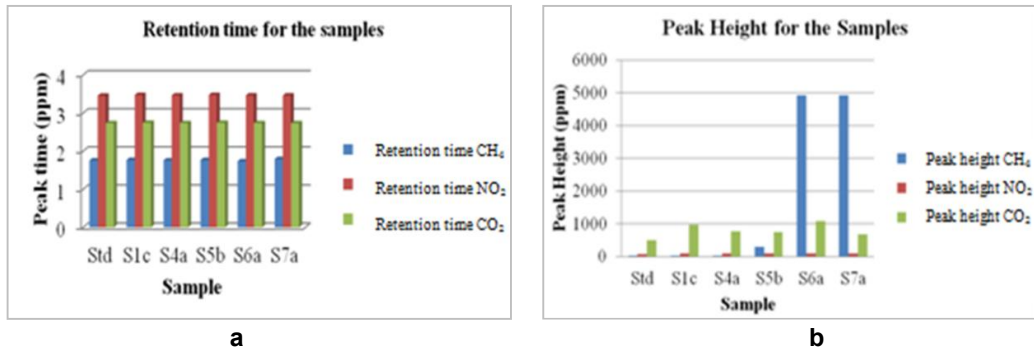 Retention time for the samples
Peak time (ppm)
4
3
2
1
0
Std S1c S4a S5b S6a S7a
Sample
Retention time CH₄
Retention time NO₂
Retention time CO₂
a
Peak Height for the Samples
Peak Height (ppm)
6000
5000
4000
3000
2000
1000
0
Std S1c S4a S5b S6a S7a
Sample
Peak height CH₄
Peak height NO₂
Peak height CO₂
b